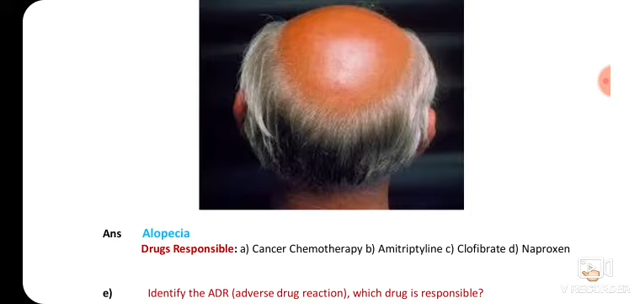 Ans Alopecia
Drugs Responsible: a) Cancer Chemotherapy b) Amitriptyline c) Clofibrate d) Naproxen
e) Identify the ADR (adverse drug reaction), which drug is responsible?
V RECORDER